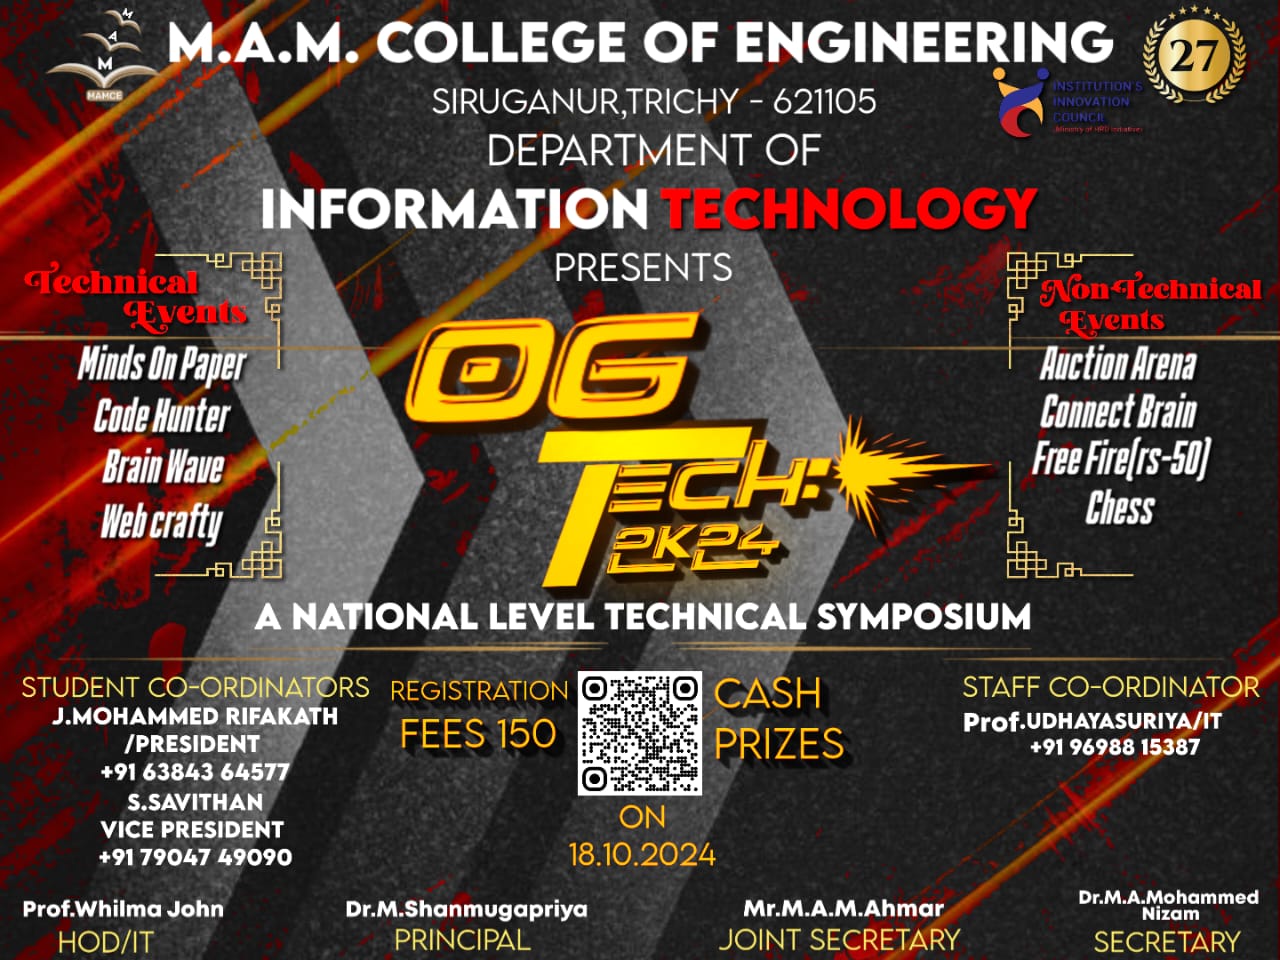 M.A.M. COLLEGE OF ENGINEERING
M
A
M
MAMCE
27
SIRUGANUR,TRICHY - 621105
INSTITUTION'S
INNOVATION
COUNCIL
(Ministry of HRD Initiative)
DEPARTMENT OF
INFORMATION TECHNOLOGY
PRESENTS
Technical
Events
Minds On Paper
Code Hunter
Brain Wave
Web crafty
OG
TECH:
2K24
Non-Technical
Events
Auction Arena
Connect Brain
Free Fire(rs-50)
Chess
A NATIONAL LEVEL TECHNICAL SYMPOSIUM
STUDENT CO-ORDINATORS
J.MOHAMMED RIFAKATH
/PRESIDENT
+91 63843 64577
S.SAVITHAN
VICE PRESIDENT
+91 79047 49090
REGISTRATION
FEES 150
CASH
PRIZES
ON
18.10.2024
STAFF CO-ORDINATOR
Prof.UDHAYASURIYA/IT
+91 96988 15387
Prof.Whilma John
HOD/IT
Dr.M.Shanmugapriya
PRINCIPAL
Mr.M.A.M.Ahmar
JOINT SECRETARY
Dr.M.A.Mohammed
Nizam
SECRETARY